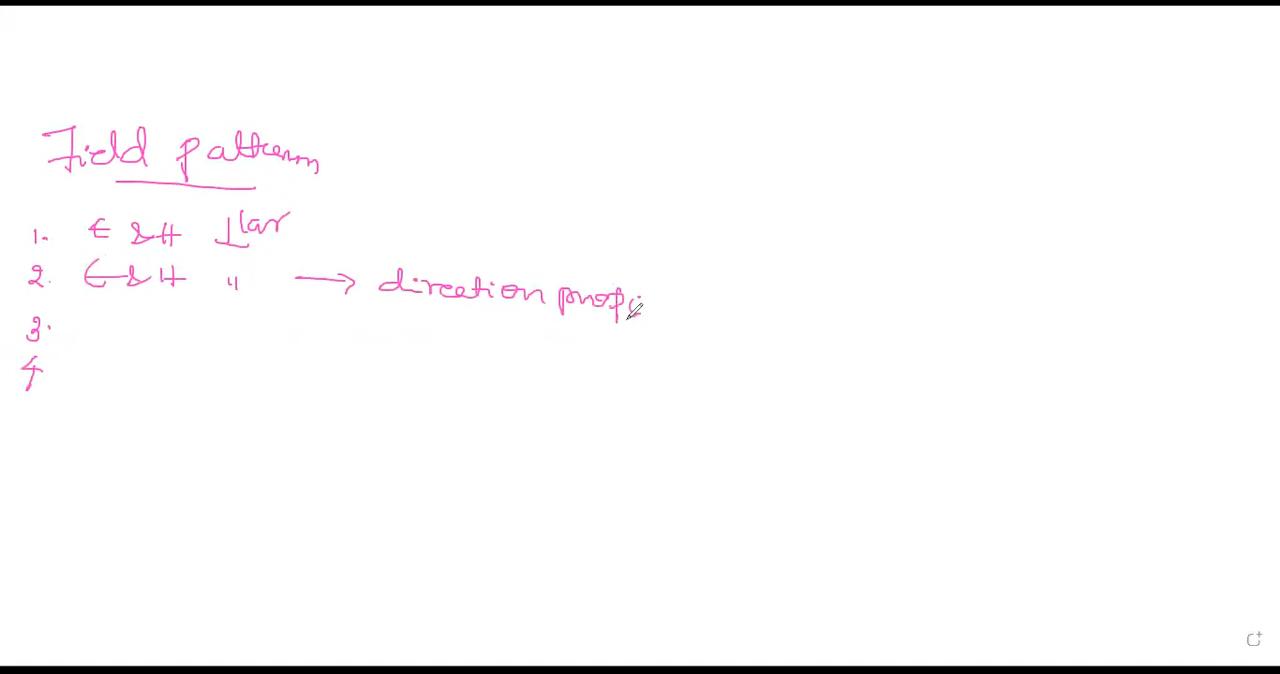 Field pattern
1. E & H ⊥lar
2. E & H " → direction prop
3.
4